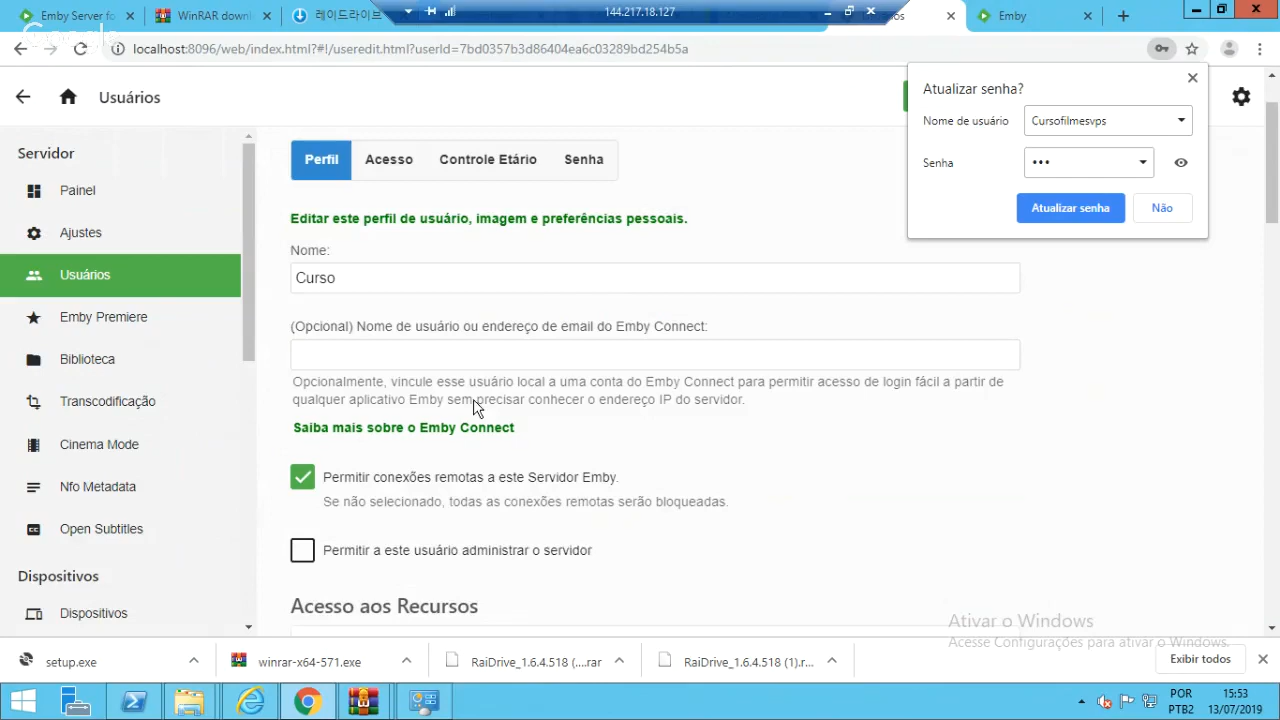 Emby Server fo
WinRAR downl
레이드라이브
144.217.18.127
Emby
localhost:8096/web/index.html?#!/useredit.html?userId=7bd0357b3d86404ea6c03289bd254b5a
Usuários
Atualizar senha?
Nome de usuário
Cursofilmesvps
Senha
•••
Atualizar senha
Não
Servidor
Painel
Ajustes
Usuários
Emby Premiere
Biblioteca
Transcodificação
Cinema Mode
Nfo Metadata
Open Subtitles
Dispositivos
Dispositivos
Perfil
Acesso
Controle Etário
Senha
Editar este perfil de usuário, imagem e preferências pessoais.
Nome:
Curso
(Opcional) Nome de usuário ou endereço de email do Emby Connect:
Opcionalmente, vincule esse usuário local a uma conta do Emby Connect para permitir acesso de login fácil a partir de
qualquer aplicativo Emby sem precisar conhecer o endereço IP do servidor.
Saiba mais sobre o Emby Connect
Permitir conexões remotas a este Servidor Emby.
Se não selecionado, todas as conexões remotas serão bloqueadas.
Permitir a este usuário administrar o servidor
Acesso aos Recursos
Ativar o Windows
Acesse Configurações para ativar o Windows.
setup.exe
winrar-x64-571.exe
RaiDrive_1.6.4.518 (....rar
RaiDrive_1.6.4.518 (1).r...
Exibir todos
POR
PTB2
15:53
13/07/2019